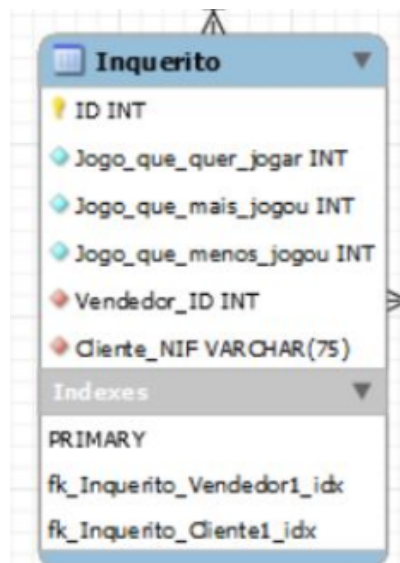 Inquerito
ID INT
Jogo_que_quer_jogar INT
Jogo_que_mais_jogou INT
Jogo_que_menos_jogou INT
Vendedor_ID INT
Cliente_NIF VARCHAR(75)
Indexes
PRIMARY
fk_Inquerito_Vendedor1_idx
fk_Inquerito_Cliente1_idx